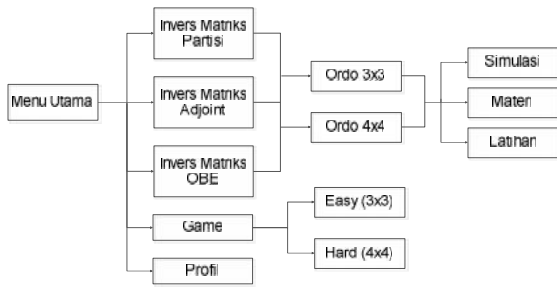 Menu Utama
Invers Matriks
Partisi
Invers Matriks
Adjoint
Invers Matriks
OBE
Game
Profil
Ordo 3x3
Ordo 4x4
Easy (3x3)
Hard (4x4)
Simulasi
Materi
Latihan